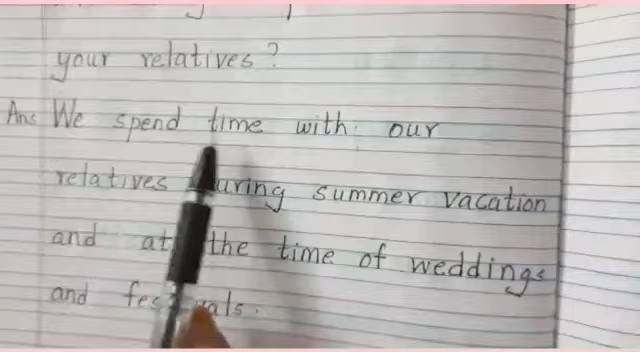 your relatives?
Ans We spend time with our
relatives during summer vacation
and at the time of weddings
and festivals.